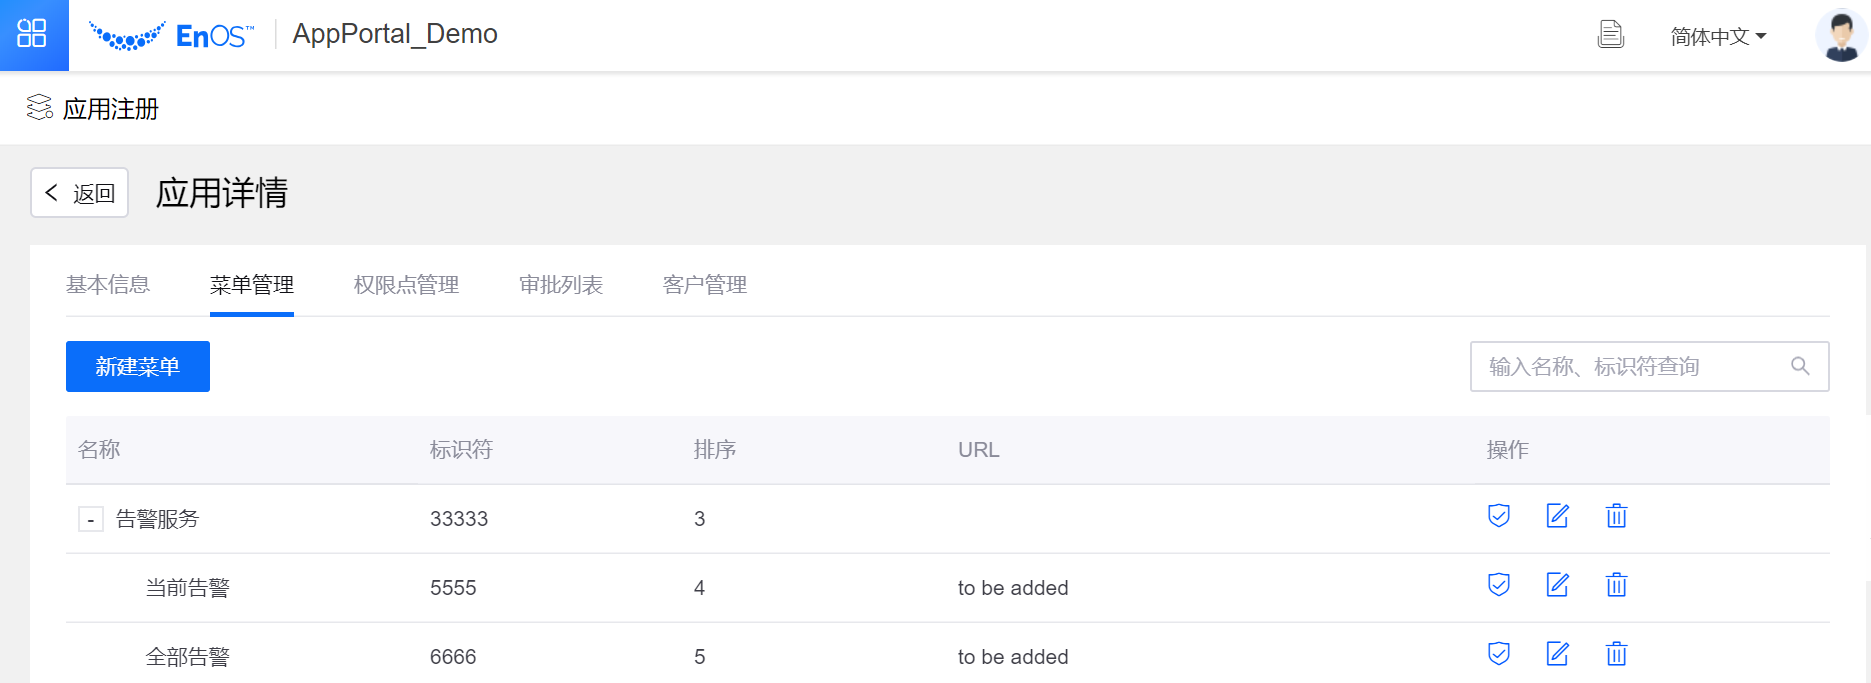 EnOS™ AppPortal_Demo 简体中文
应用注册
返回 应用详情
基本信息 菜单管理 权限点管理 审批列表 客户管理
新建菜单 输入名称、标识符查询
名称 标识符 排序 URL 操作
- 告警服务 33333 3
当前告警 5555 4 to be added
全部告警 6666 5 to be added